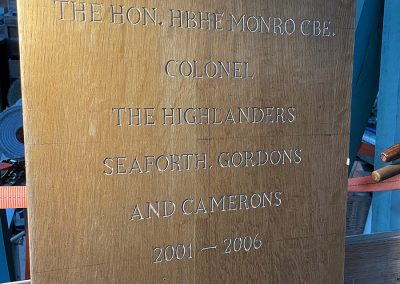 THE HON. HBHE MONRO CBE.
COLONEL
THE HIGHLANDERS
SEAFORTH, GORDONS
AND CAMERONS
2001 – 2006